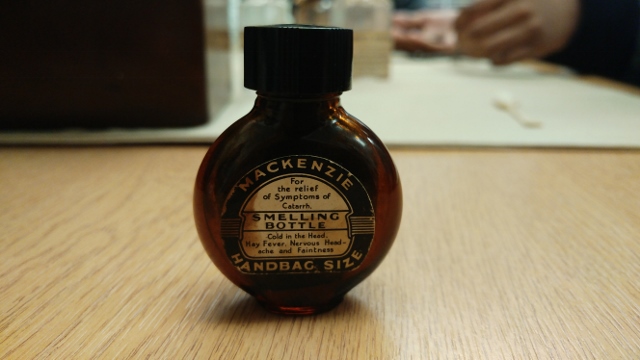 MACKENZIE
For
the relief
of Symptoms of
Catarrh,
SMELLING
BOTTLE
Cold in the Head,
Hay Fever, Nervous Head-
ache and Faintness
HANDBAG SIZE